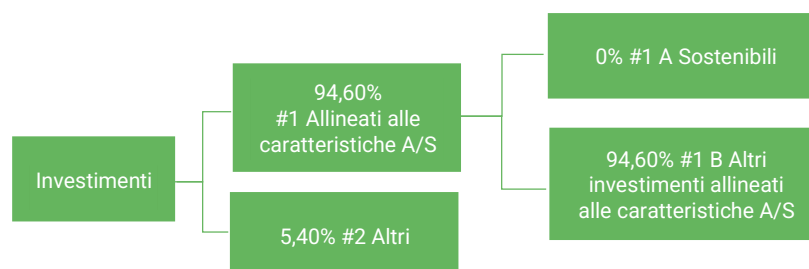 Investimenti
94,60%
#1 Allineati alle
caratteristiche A/S
5,40% #2 Altri
0% #1 A Sostenibili
94,60% #1 B Altri
investimenti allineati
alle caratteristiche A/S